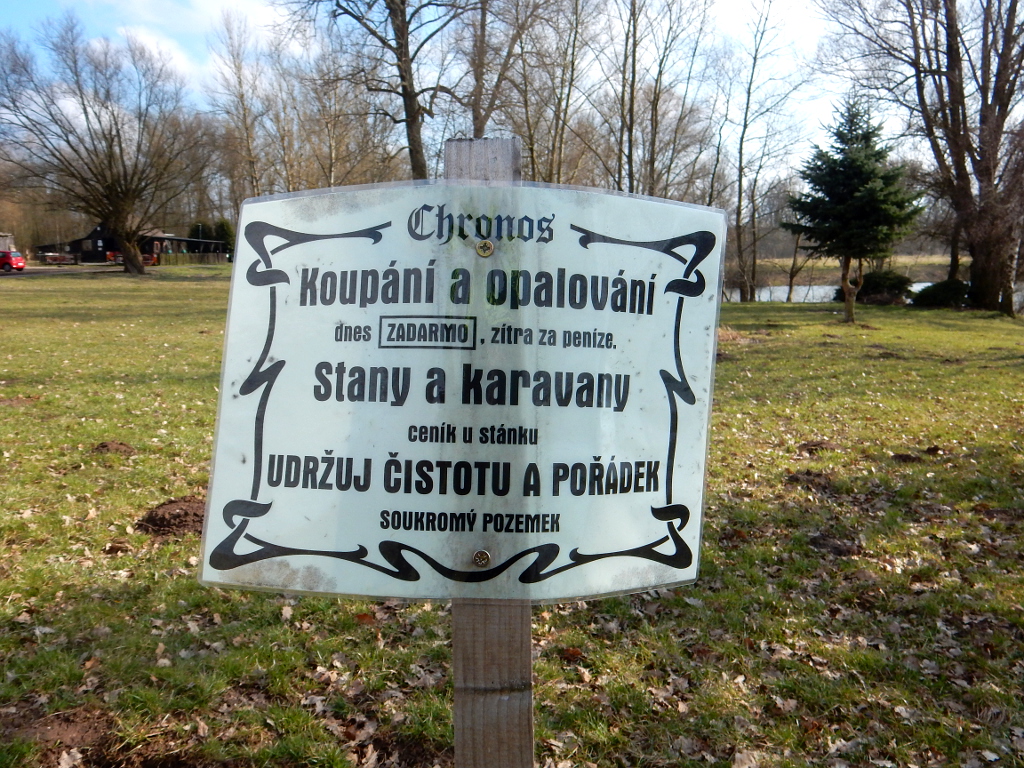 Chronos
Koupání a opalování
dnes ZADARMO, zítra za peníze.
Stany a karavany
ceník u stánku
UDRŽUJ ČISTOTU A POŘÁDEK
SOUKROMÝ POZEMEK